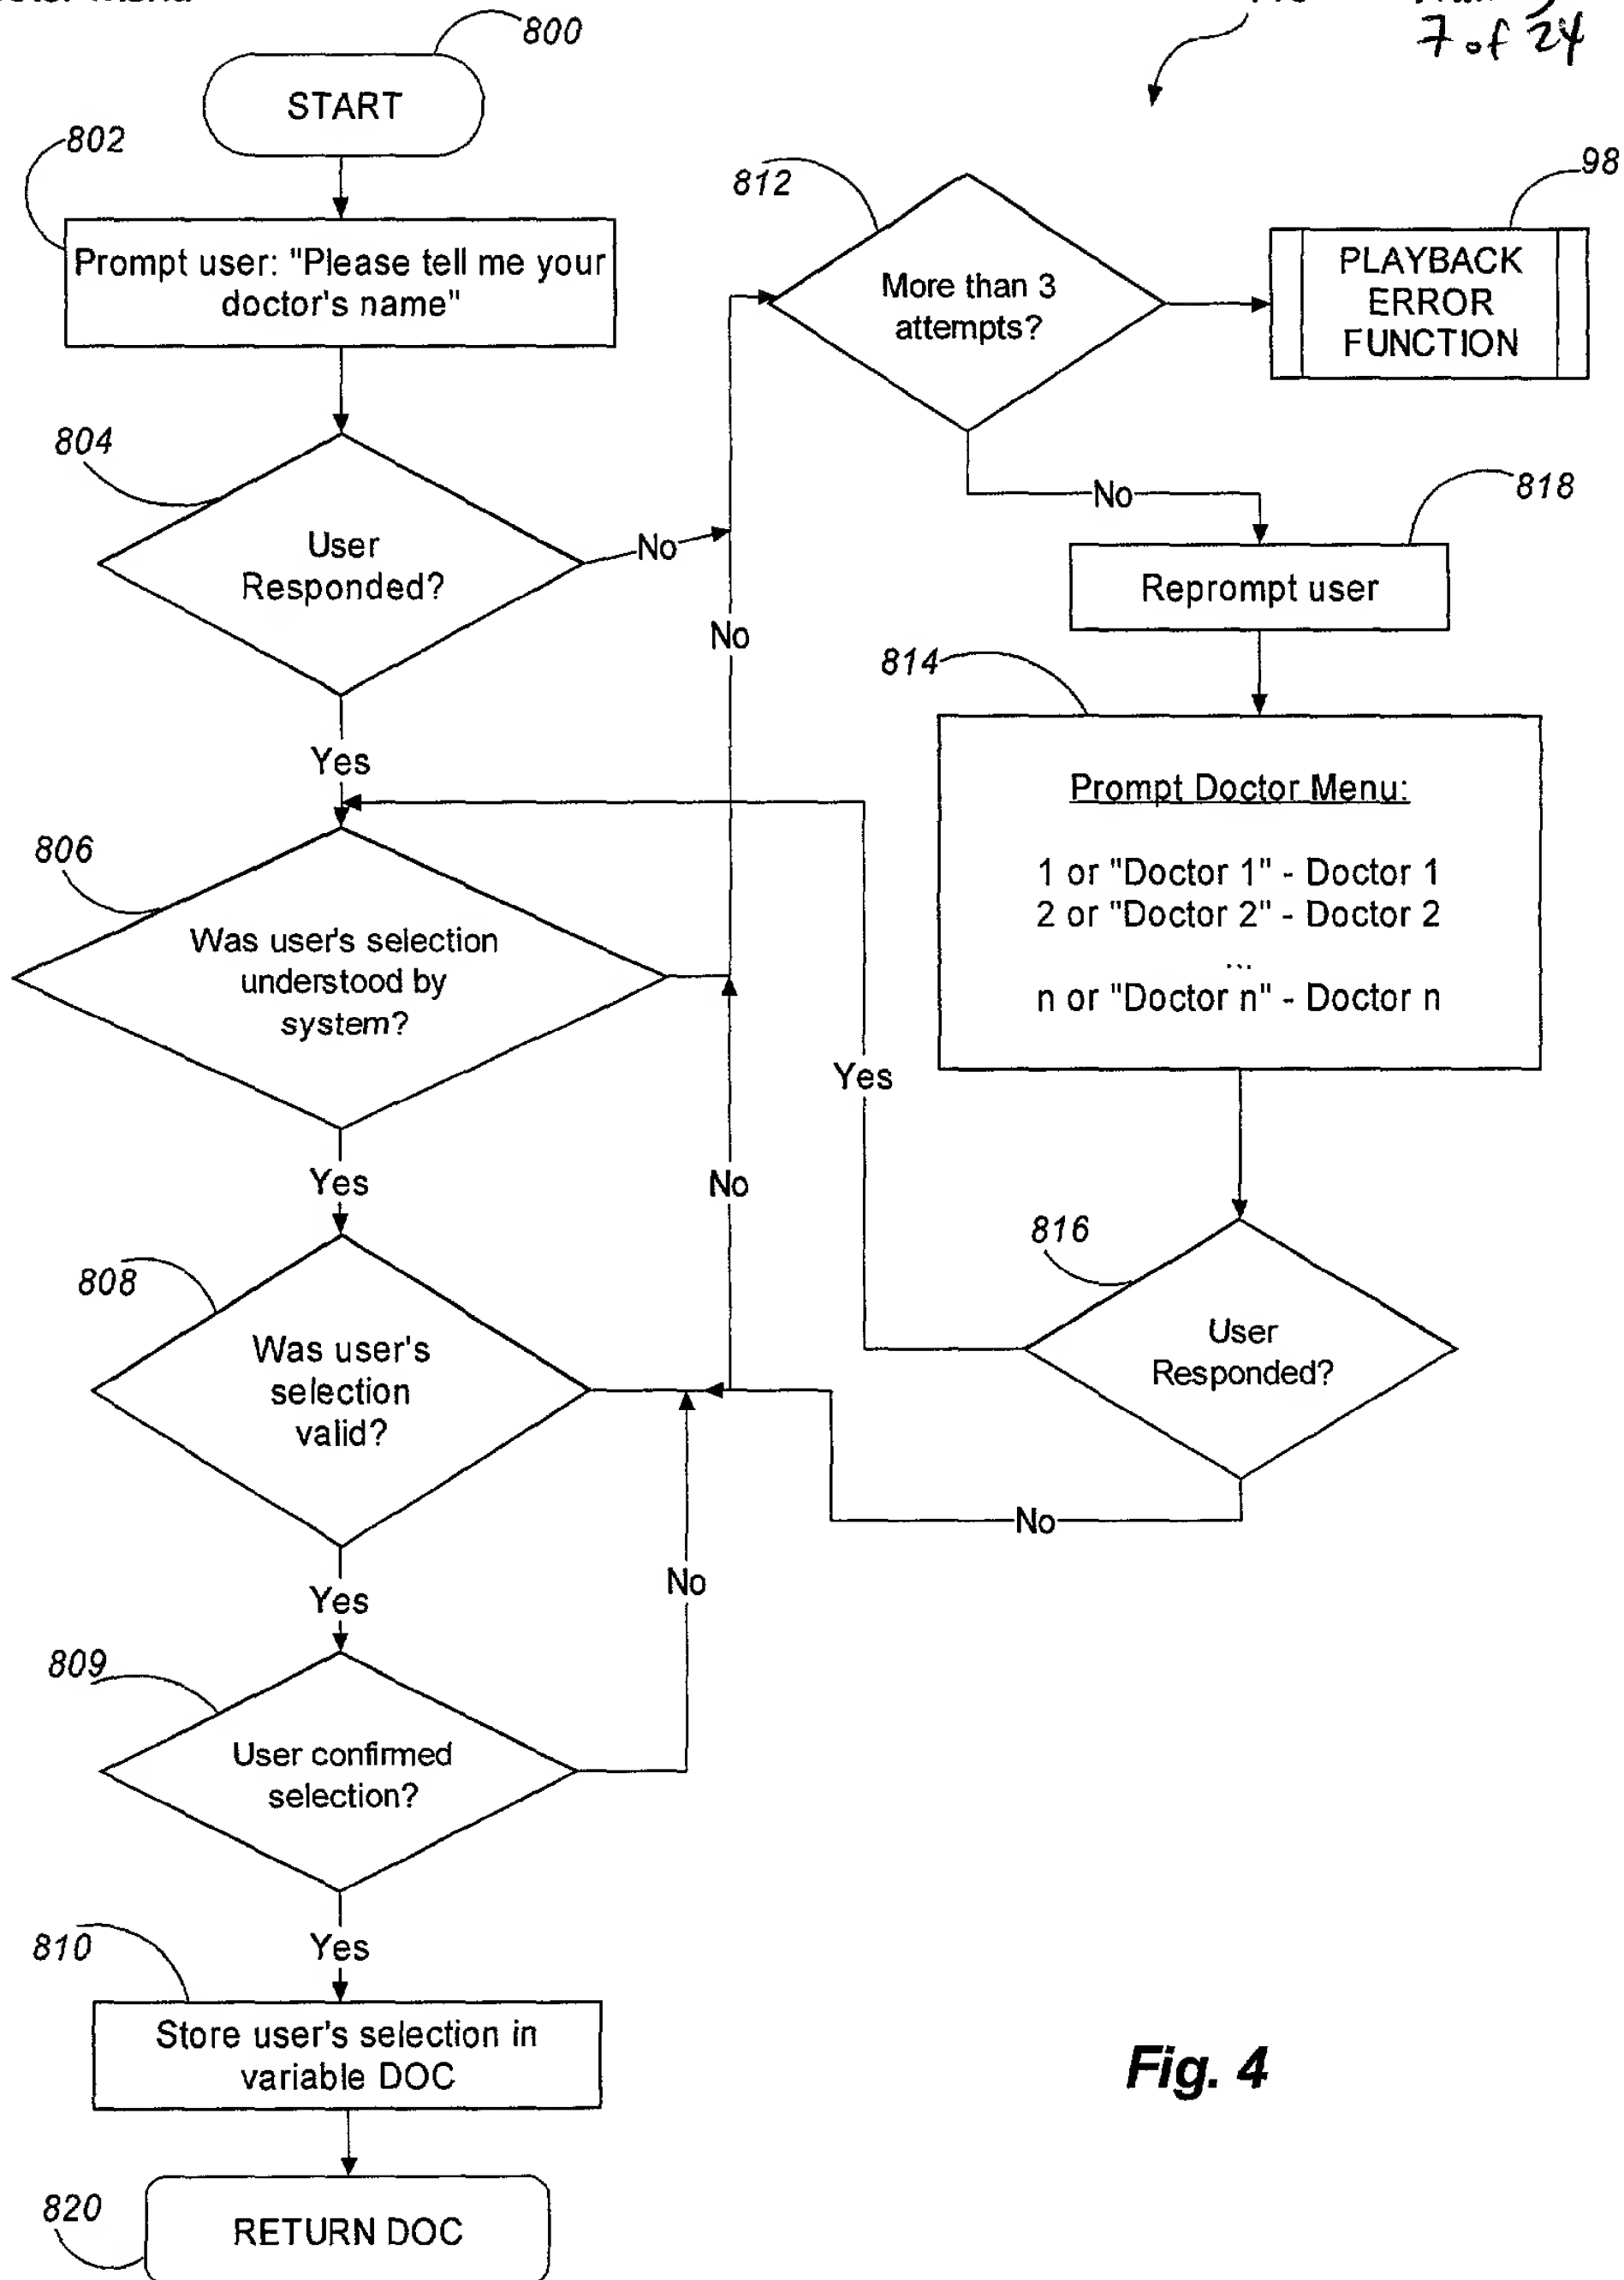 800
7 of 24
START
802
812
98
Prompt user: "Please tell me your
doctor's name"
More than 3
attempts?
PLAYBACK
ERROR
FUNCTION
804
No
818
User
Responded?
No
Reprompt user
No
814
Yes
Prompt Doctor Menu:
1 or "Doctor 1" - Doctor 1
2 or "Doctor 2" - Doctor 2
...
n or "Doctor n" - Doctor n
806
Was user's selection
understood by
system?
Yes
Yes
No
816
808
Was user's
selection
valid?
User
Responded?
No
Yes
No
809
User confirmed
selection?
Yes
810
Store user's selection in
variable DOC
Fig. 4
820
RETURN DOC